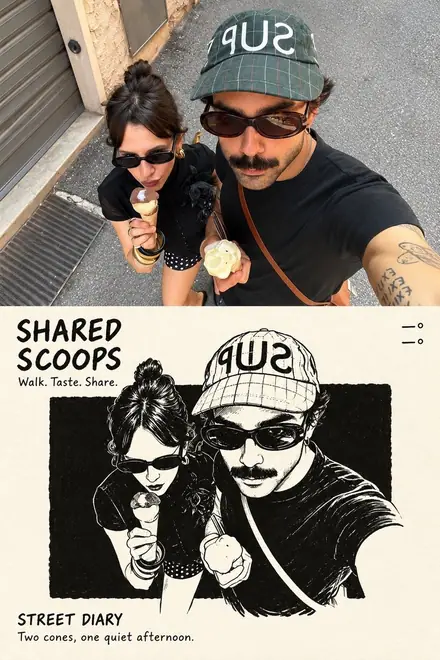 SUP
SHARED
SCOOPS
Walk. Taste. Share.
SUP
STREET DIARY
Two cones, one quiet afternoon.